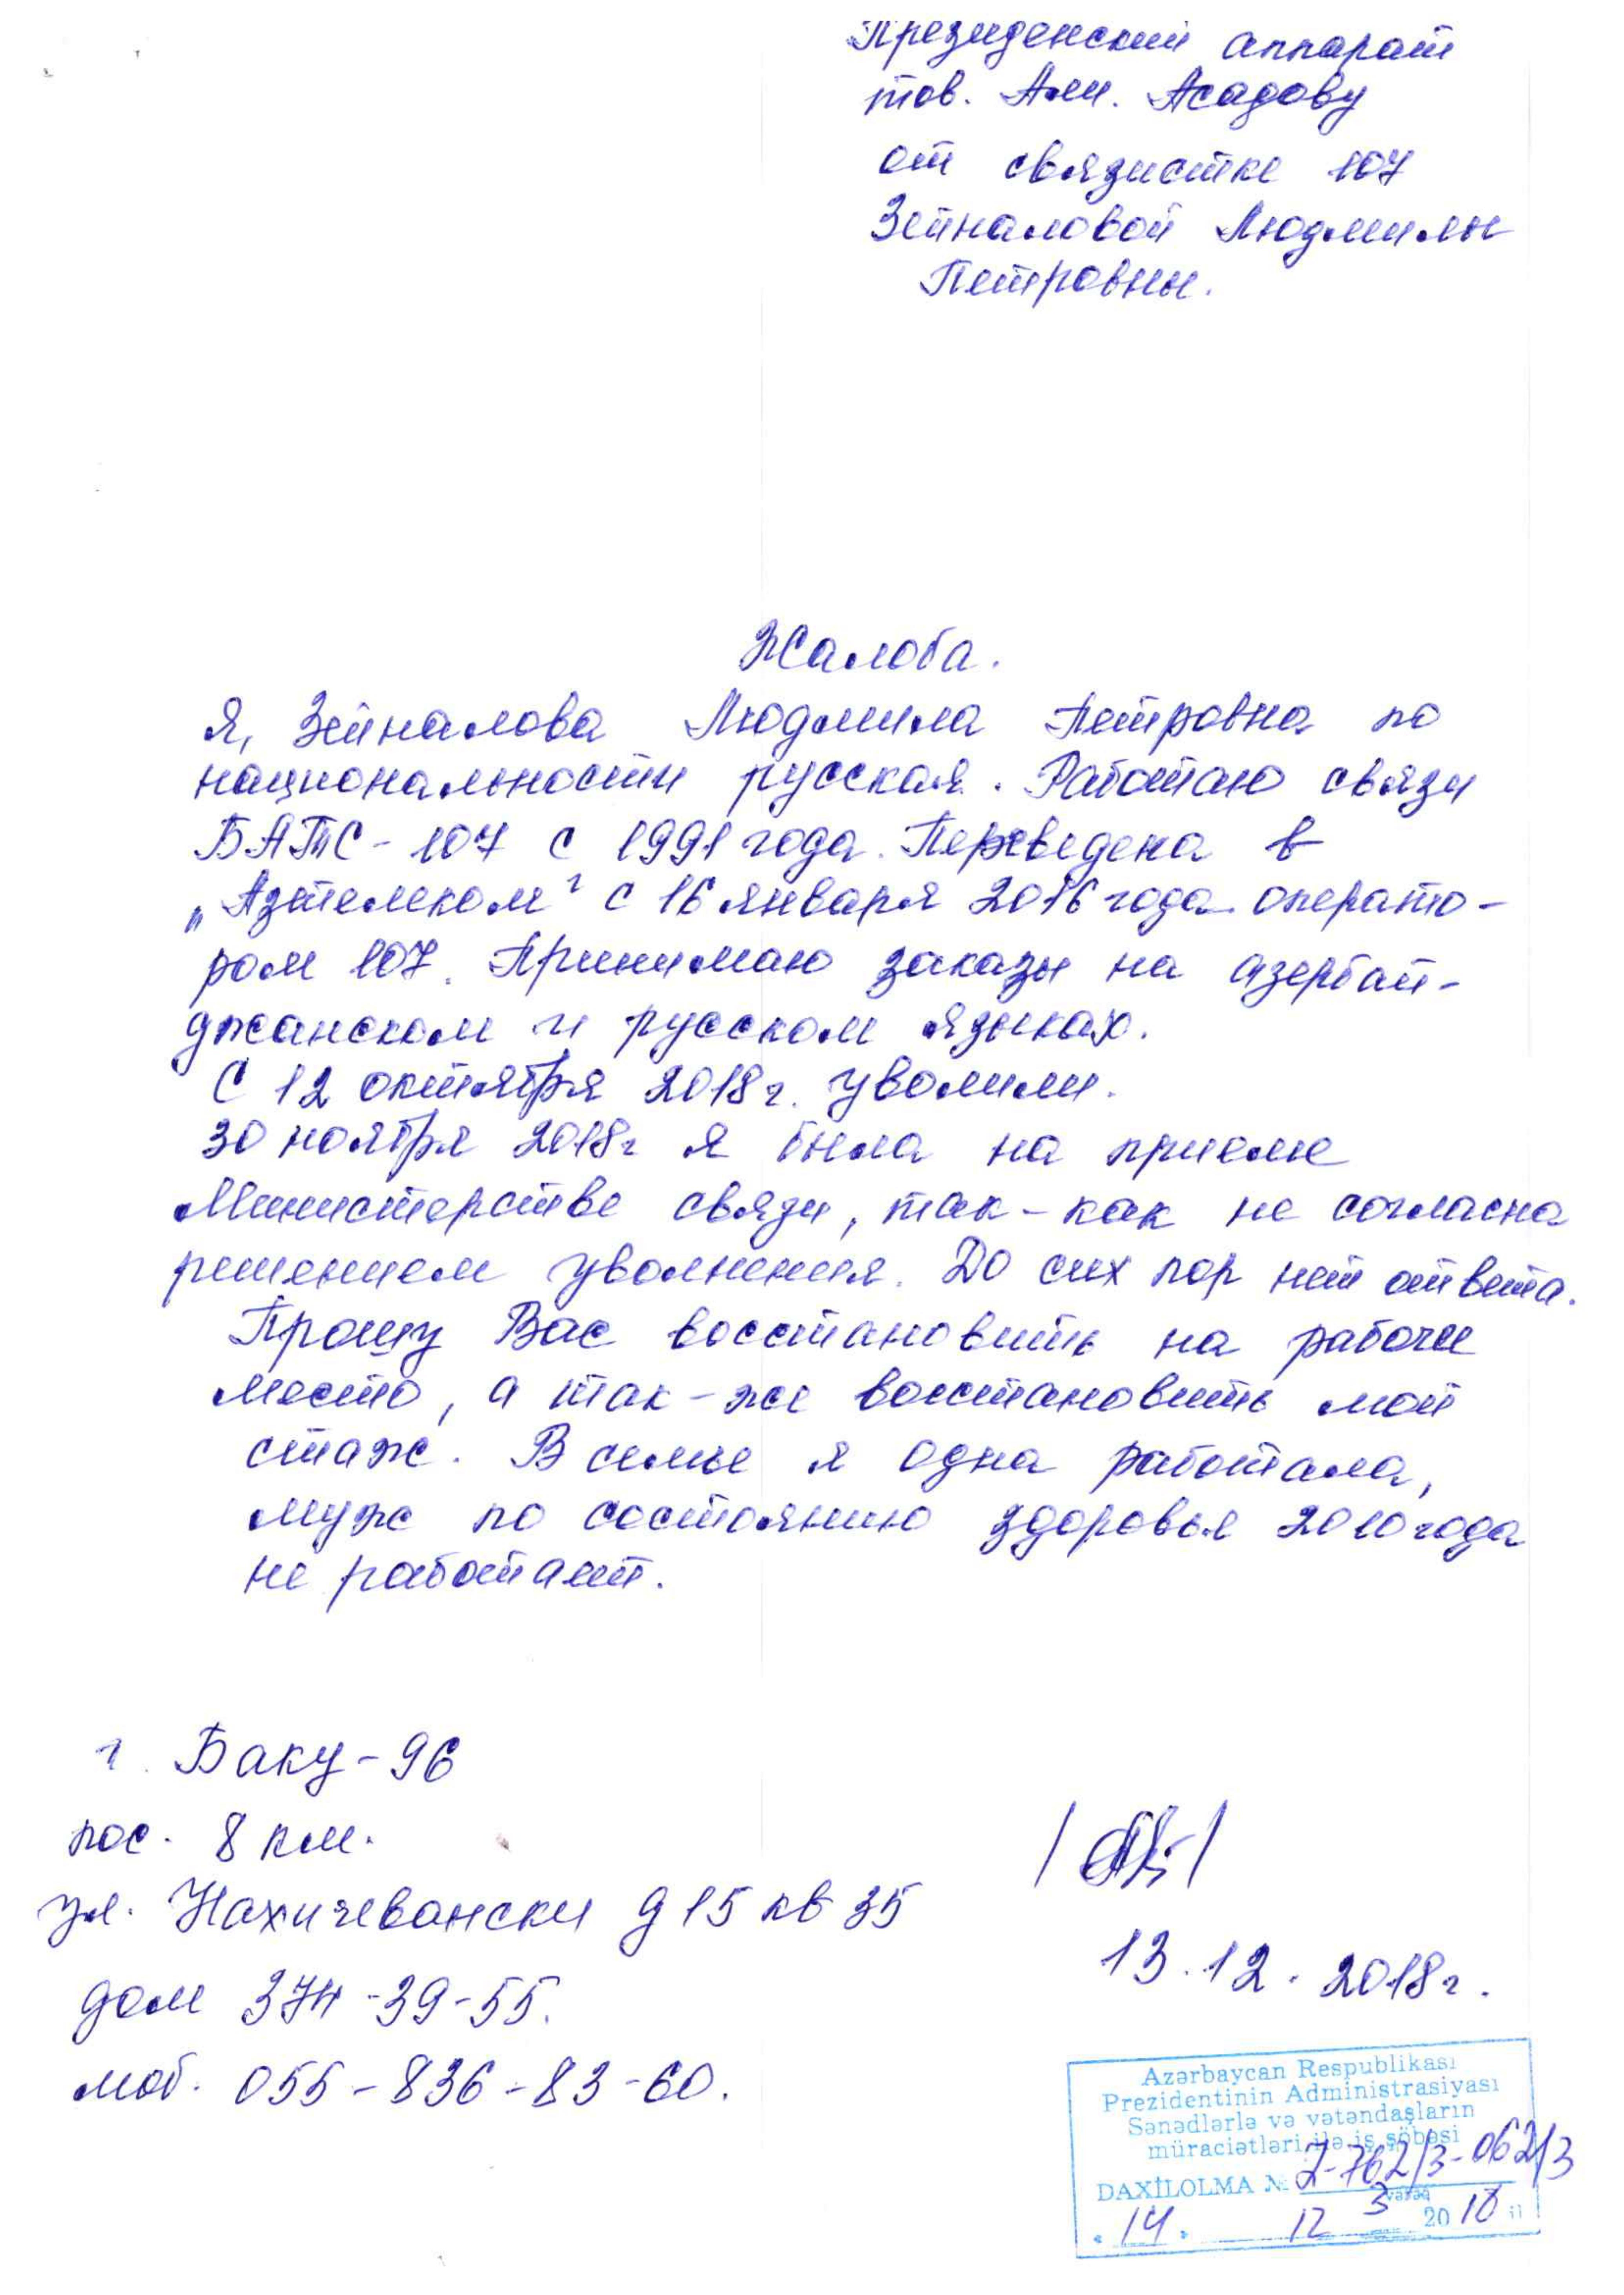 Президенский аппарат
тов. Али. Асадову
от связистке 107
Зейналовой Людмилы
Петровны.
Жалоба.
Я, Зейналова Людмила Петровна по
национальности русская. Работаю связи
БАТС-107 с 1991 года. Переведена в
„Азтелеком" с 16 января 2016 года операто-
ром 107. Принимаю заказы на азербай-
джанском и русском языках.
С 12 октября 2018 г. уволили.
30 ноября 2018 г я была на приеме
Министерстве связи, так-как не согласна
решением увольнения. До сих пор нет ответа.
Прошу Вас восстановить на рабочее
место, а так-же восстановить мой
стаж. В семье я одна работала,
муж по состоянию здоровья 2010 года
не работает.
г. Баку-96
пос. 8 км.
ул. Нахичевански д 15 кв 35
дом 374-39-55.
моб. 055-836-83-60.
13.12.2018 г.
Azərbaycan Respublikası
Prezidentinin Administrasiyası
Sənədlərlə və vətəndaşların
müraciətləri ilə iş şöbəsi
DAXİLOLMA № Z-762/3-062/3
3 vərəq
« 14 » 12 2018 il